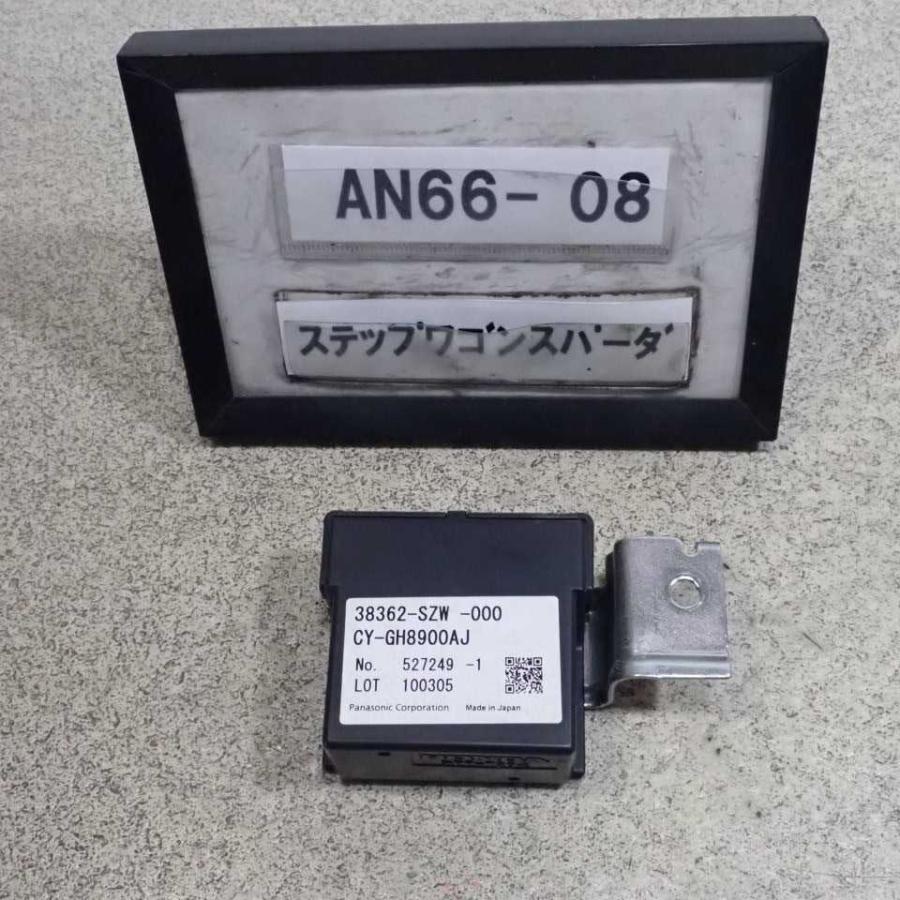 AN66- 08
ステップワゴンスパーダ
38362-SZW -000
CY-GH8900AJ
No. 527249 -1
LOT 100305
Panasonic Corporation Made in Japan